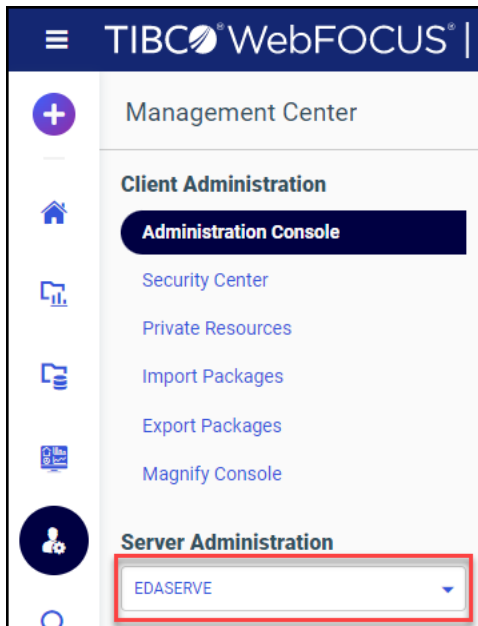 TIBCO® WebFOCUS® |
Management Center
Client Administration
Administration Console
Security Center
Private Resources
Import Packages
Export Packages
Magnify Console
Server Administration
EDASERVE